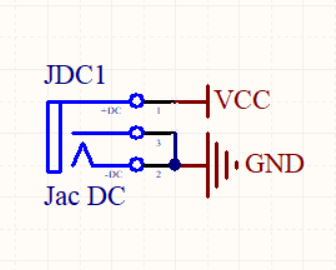 JDC1
+DC 1 VCC
3
-DC 2 GND
Jac DC